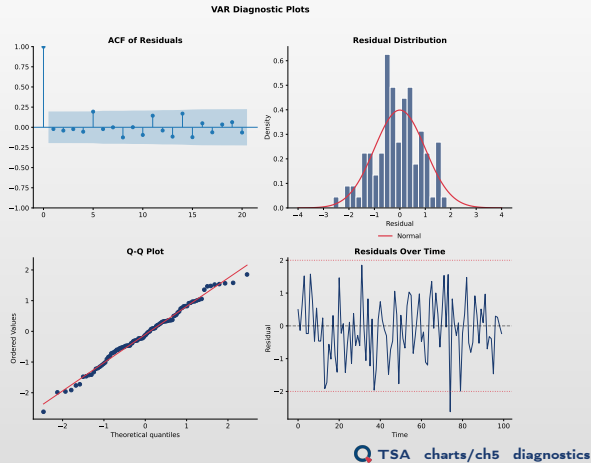 VAR Diagnostic Plots
ACF of Residuals
1.00
0.75
0.50
0.25
0.00
−0.25
−0.50
−0.75
−1.00
0 5 10 15 20
Residual Distribution
Density
0.6
0.5
0.4
0.3
0.2
0.1
0.0
−4 −3 −2 −1 0 1 2 3 4
Residual
Normal
Q-Q Plot
Ordered Values
2
1
0
−1
−2
−2 −1 0 1 2
Theoretical quantiles
Residuals Over Time
Residual
2
1
0
−1
−2
0 20 40 60 80 100
Time
TSA charts/ch5 diagnostics